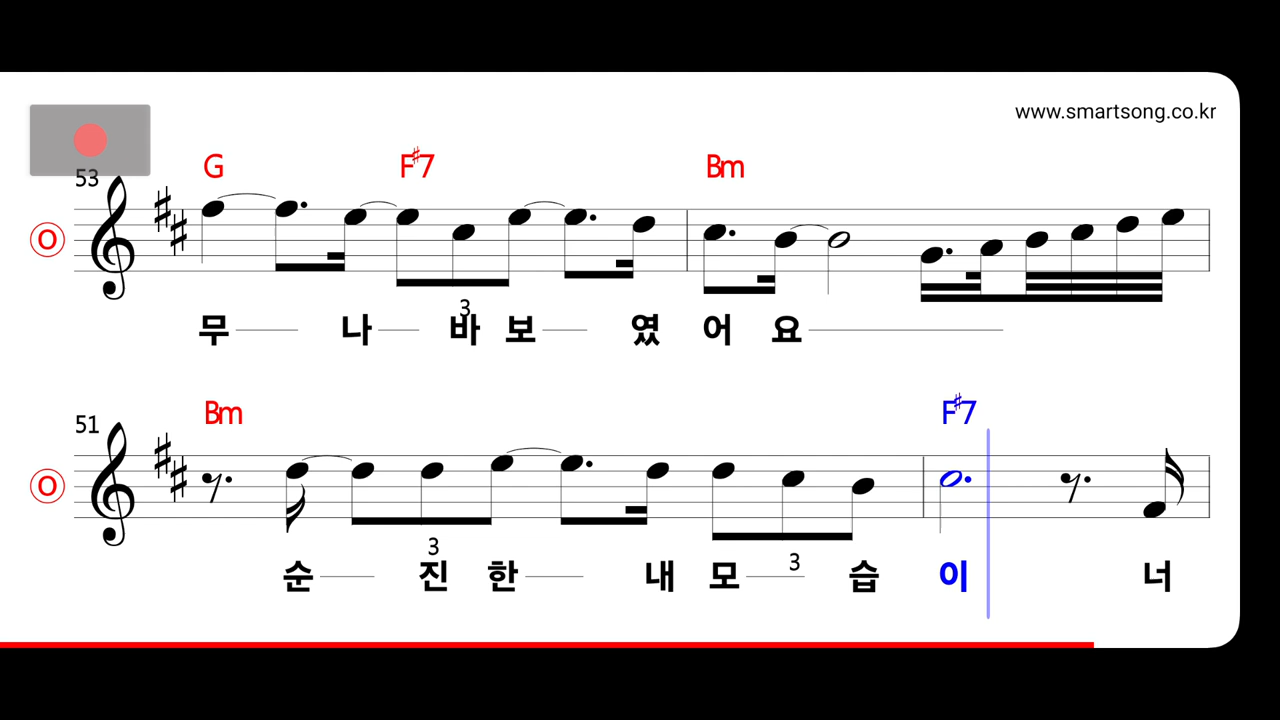 www.smartsong.co.kr
53
G F♯7 Bm
O
3
무 나 바 보 였 어 요
51
Bm F♯7
O
3 3
순 진 한 내 모 습 이 너